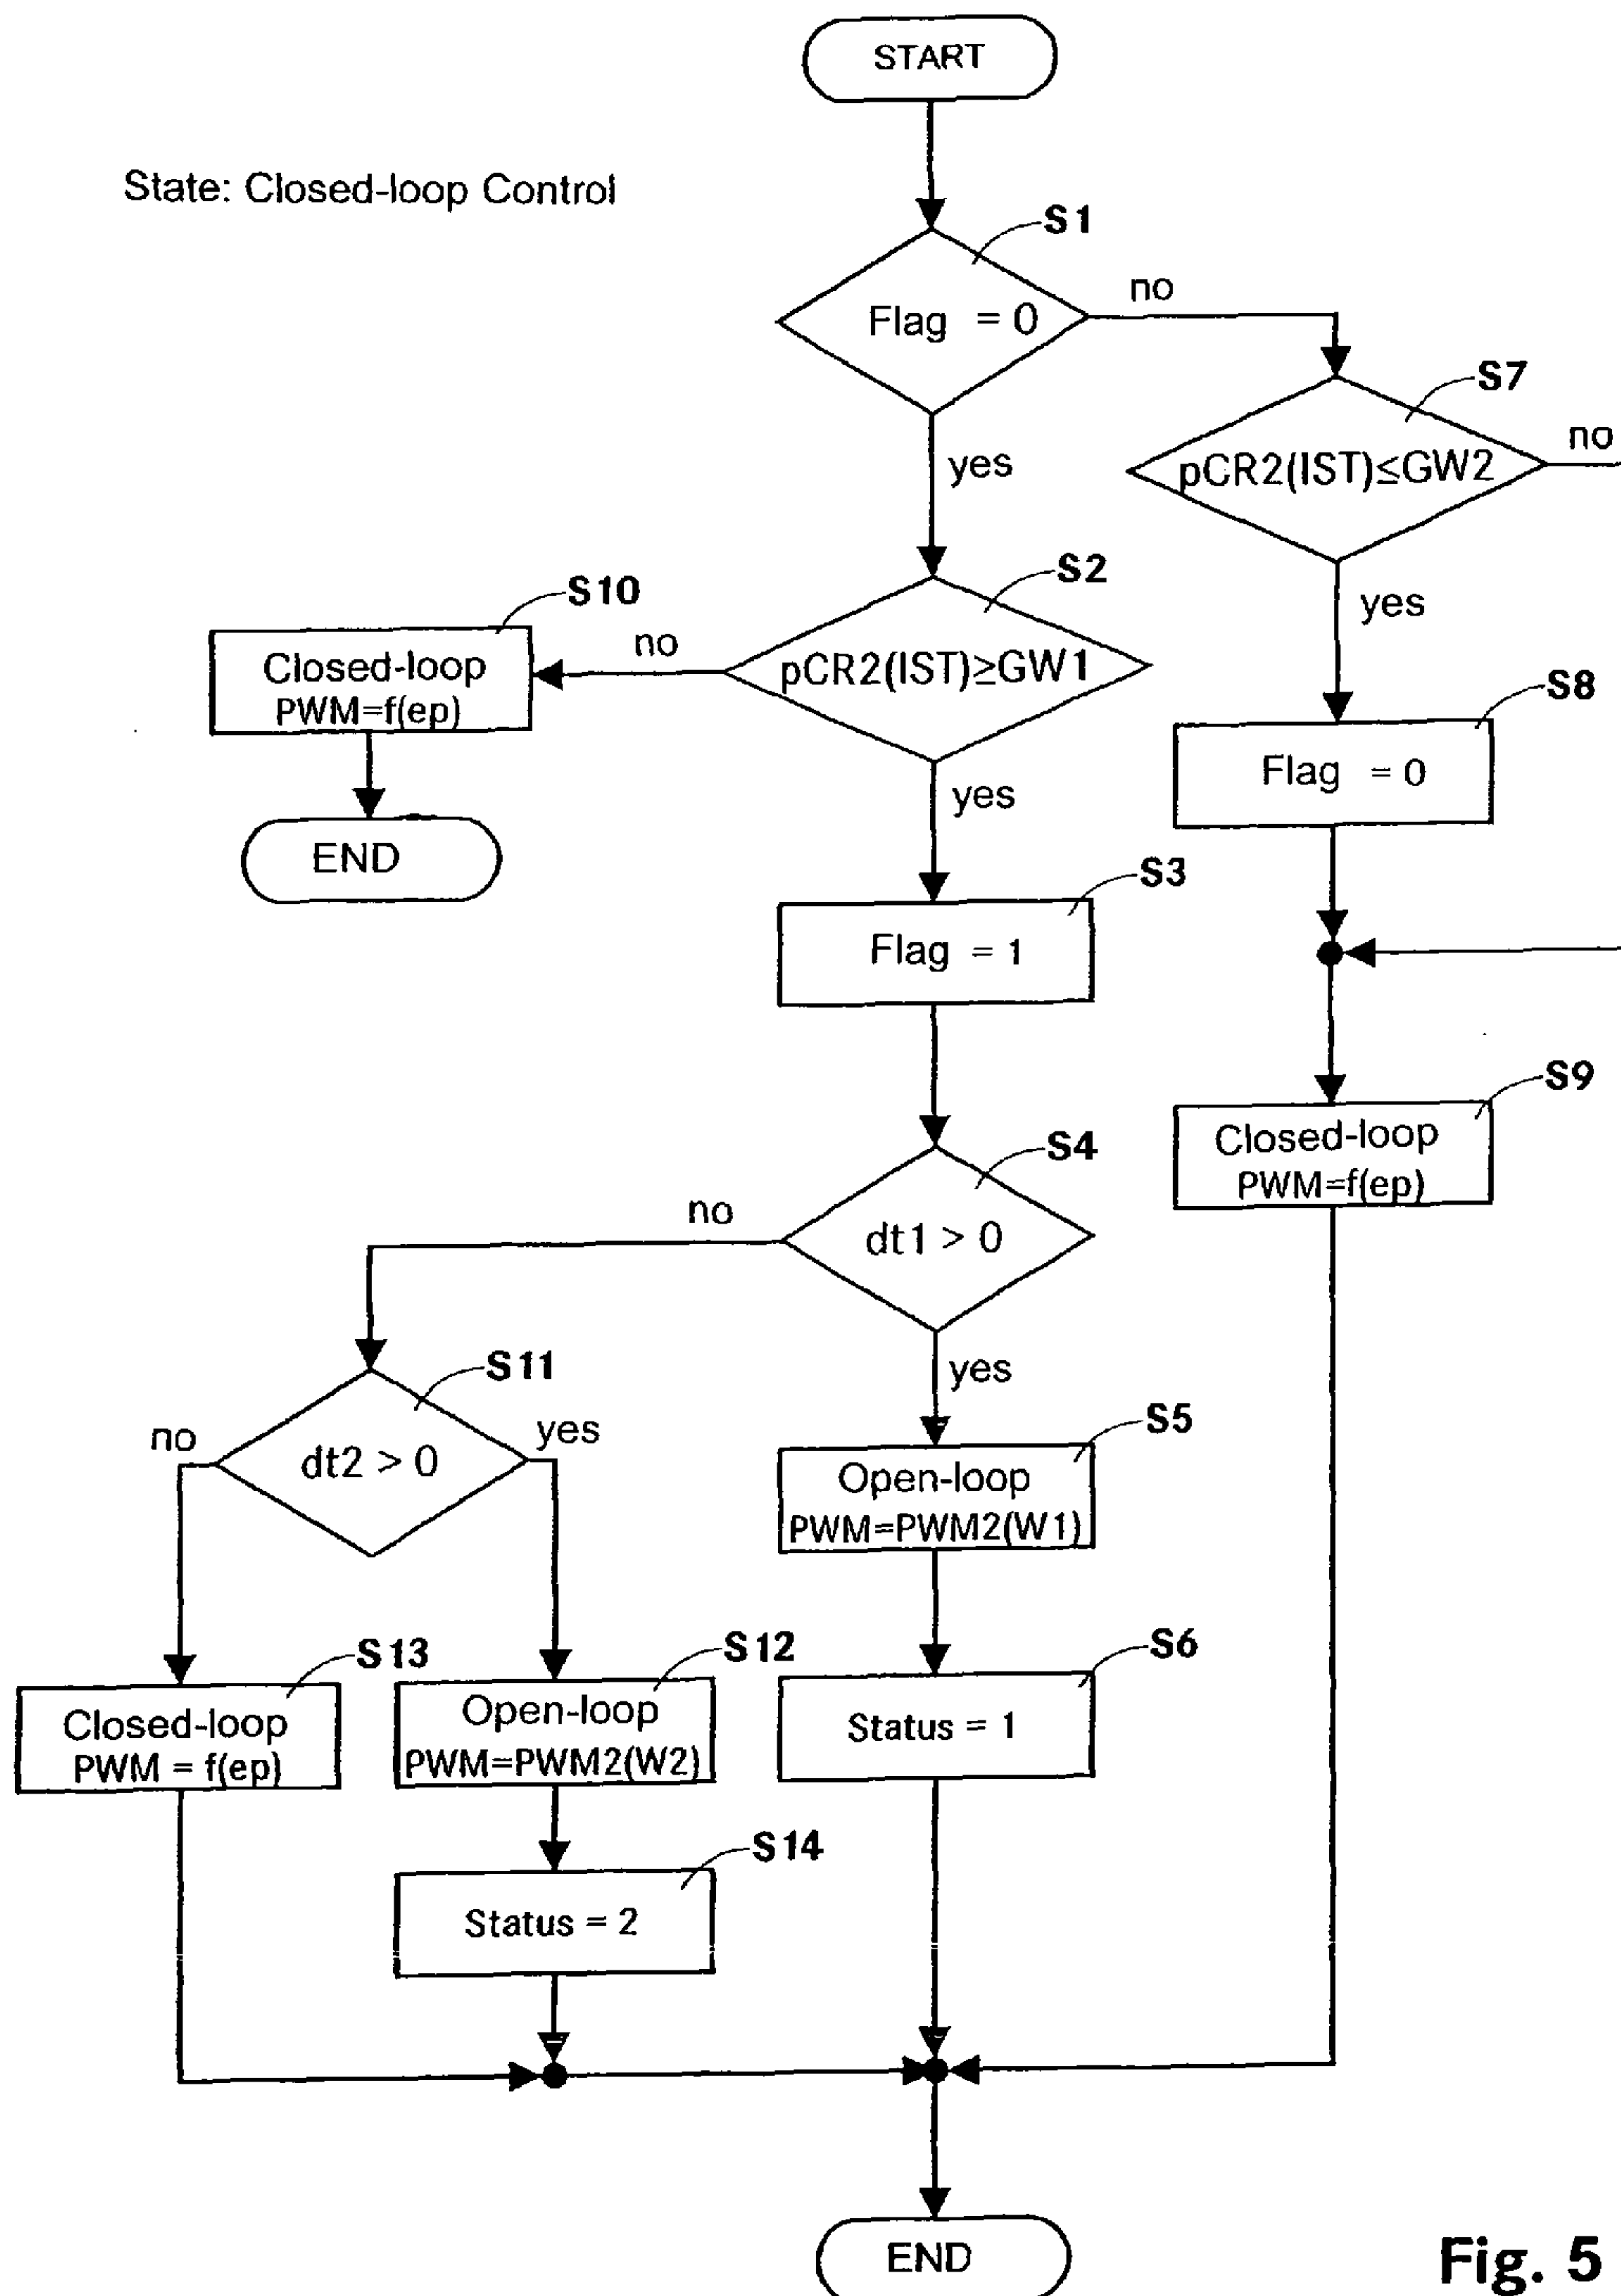 START
State: Closed-loop Control
S1
Flag = 0
no
yes
S7
pCR2(IST)≤GW2
no
yes
S2
pCR2(IST)≥GW1
no
yes
S10
Closed-loop
PWM=f(ep)
END
S8
Flag = 0
S3
Flag = 1
S9
Closed-loop
PWM=f(ep)
S4
dt1 > 0
no
yes
S11
dt2 > 0
no
yes
S5
Open-loop
PWM=PWM2(W1)
S13
Closed-loop
PWM = f(ep)
S12
Open-loop
PWM=PWM2(W2)
S6
Status = 1
S14
Status = 2
END
Fig. 5